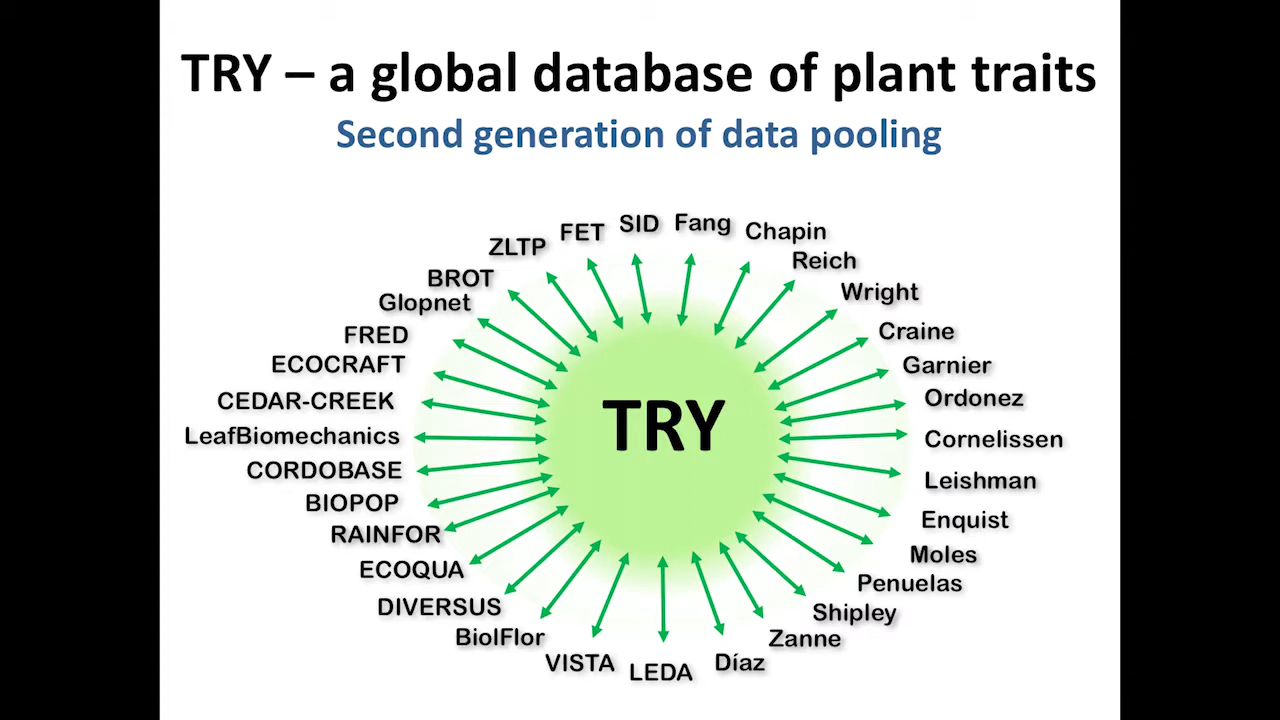 TRY – a global database of plant traits
Second generation of data pooling
SID
Fang
FET
Chapin
ZLTP
Reich
BROT
Wright
Glopnet
Craine
FRED
ECOCRAFT
Garnier
CEDAR-CREEK
Ordonez
TRY
LeafBiomechanics
Cornelissen
CORDOBASE
Leishman
BIOPOP
Enquist
RAINFOR
Moles
ECOQUA
Penuelas
DIVERSUS
Shipley
BiolFlor
Zanne
VISTA
LEDA
Díaz